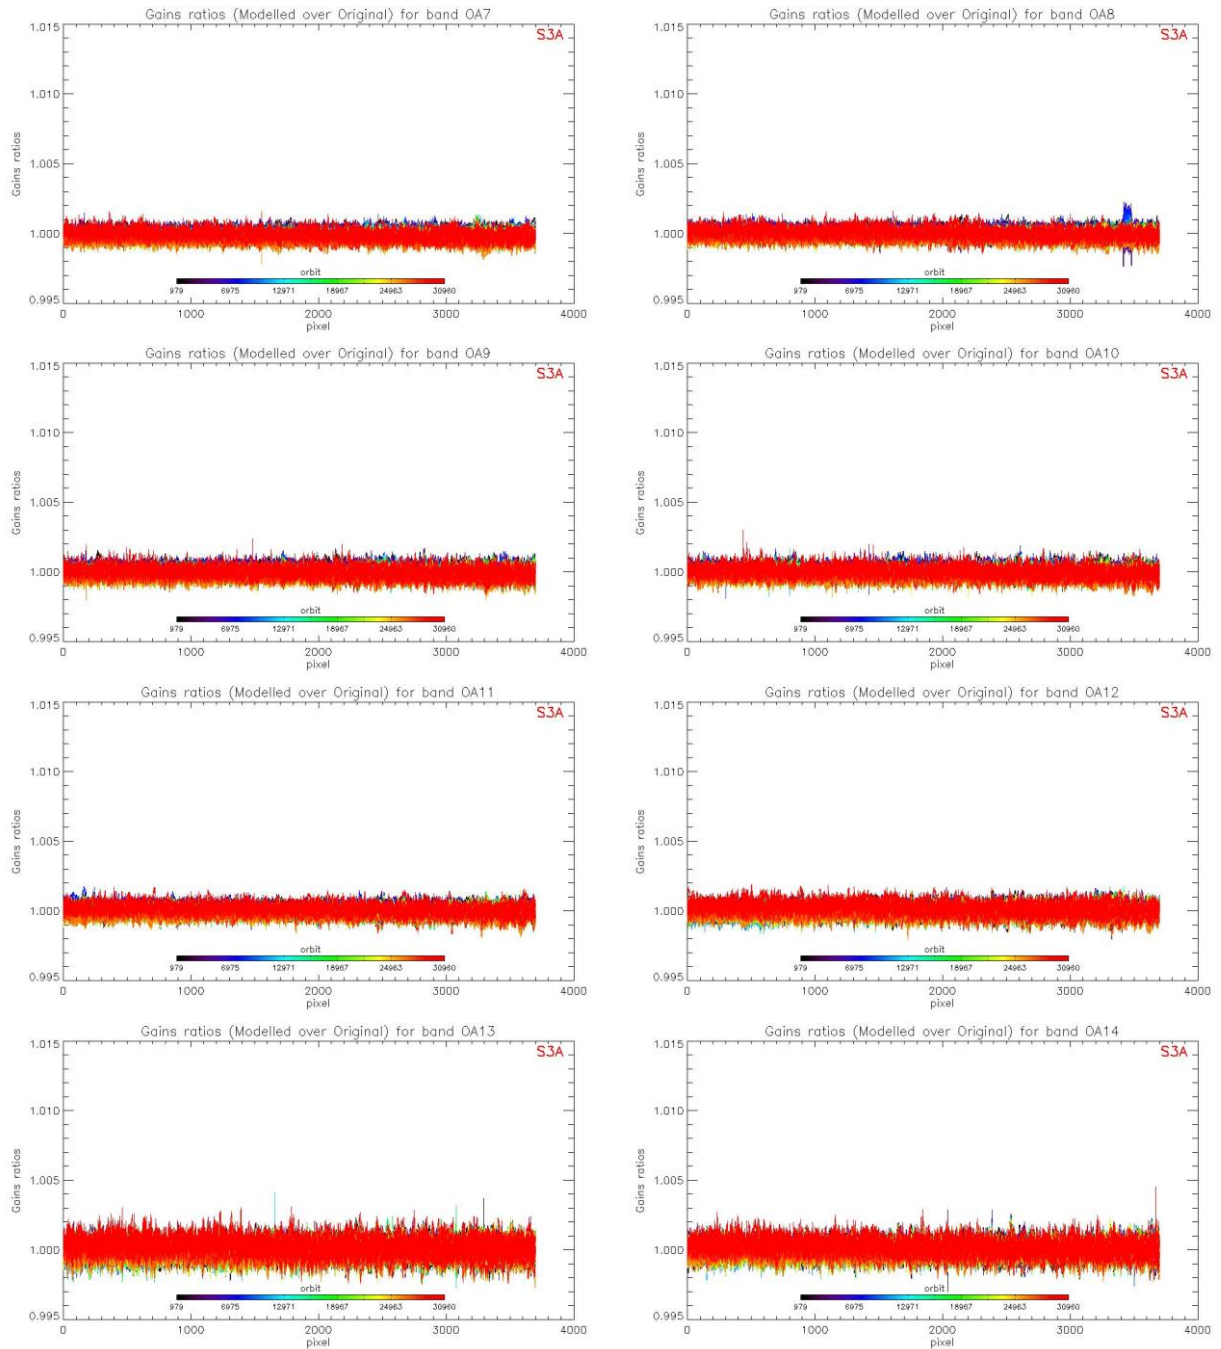 Gains ratios (Modelled over Original) for band OA7
S3A
1.015
1.010
1.005
1.000
0.995
Gains ratios
orbit
979 6975 12971 18967 24963 30960
0 1000 2000 3000 4000
pixel
Gains ratios (Modelled over Original) for band OA8
S3A
1.015
1.010
1.005
1.000
0.995
Gains ratios
orbit
979 6975 12971 18967 24963 30960
0 1000 2000 3000 4000
pixel
Gains ratios (Modelled over Original) for band OA9
S3A
1.015
1.010
1.005
1.000
0.995
Gains ratios
orbit
979 6975 12971 18967 24963 30960
0 1000 2000 3000 4000
pixel
Gains ratios (Modelled over Original) for band OA10
S3A
1.015
1.010
1.005
1.000
0.995
Gains ratios
orbit
979 6975 12971 18967 24963 30960
0 1000 2000 3000 4000
pixel
Gains ratios (Modelled over Original) for band OA11
S3A
1.015
1.010
1.005
1.000
0.995
Gains ratios
orbit
979 6975 12971 18967 24963 30960
0 1000 2000 3000 4000
pixel
Gains ratios (Modelled over Original) for band OA12
S3A
1.015
1.010
1.005
1.000
0.995
Gains ratios
orbit
979 6975 12971 18967 24963 30960
0 1000 2000 3000 4000
pixel
Gains ratios (Modelled over Original) for band OA13
S3A
1.015
1.010
1.005
1.000
0.995
Gains ratios
orbit
979 6975 12971 18967 24963 30960
0 1000 2000 3000 4000
pixel
Gains ratios (Modelled over Original) for band OA14
S3A
1.015
1.010
1.005
1.000
0.995
Gains ratios
orbit
979 6975 12971 18967 24963 30960
0 1000 2000 3000 4000
pixel